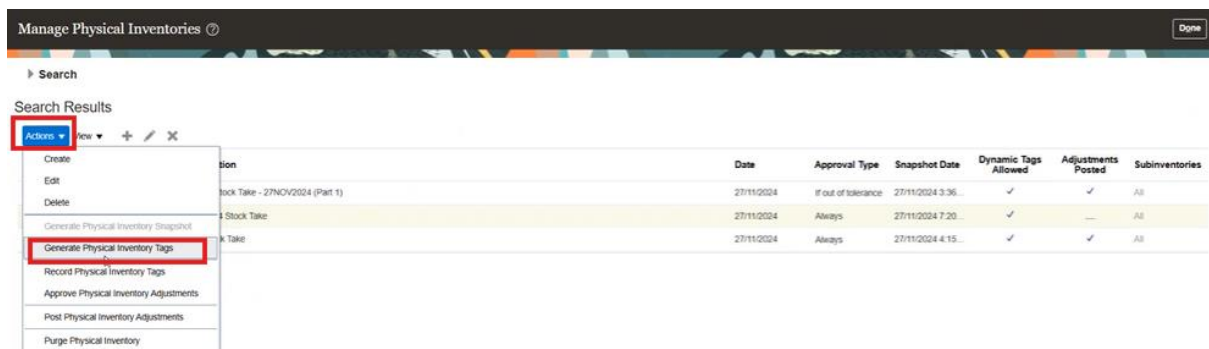 Manage Physical Inventories
Done
Search
Search Results
Actions View
Create
Edit
Delete
Generate Physical Inventory Snapshot
Generate Physical Inventory Tags
Record Physical Inventory Tags
Approve Physical Inventory Adjustments
Post Physical Inventory Adjustments
Purge Physical Inventory
tion Date Approval Type Snapshot Date Dynamic Tags Allowed Adjustments Posted Subinventories
tock Take - 27NOV2024 (Part 1) 27/11/2024 If out of tolerance 27/11/2024 3:36... All
4 Stock Take 27/11/2024 Always 27/11/2024 7:20... All
k Take 27/11/2024 Always 27/11/2024 4:15... All